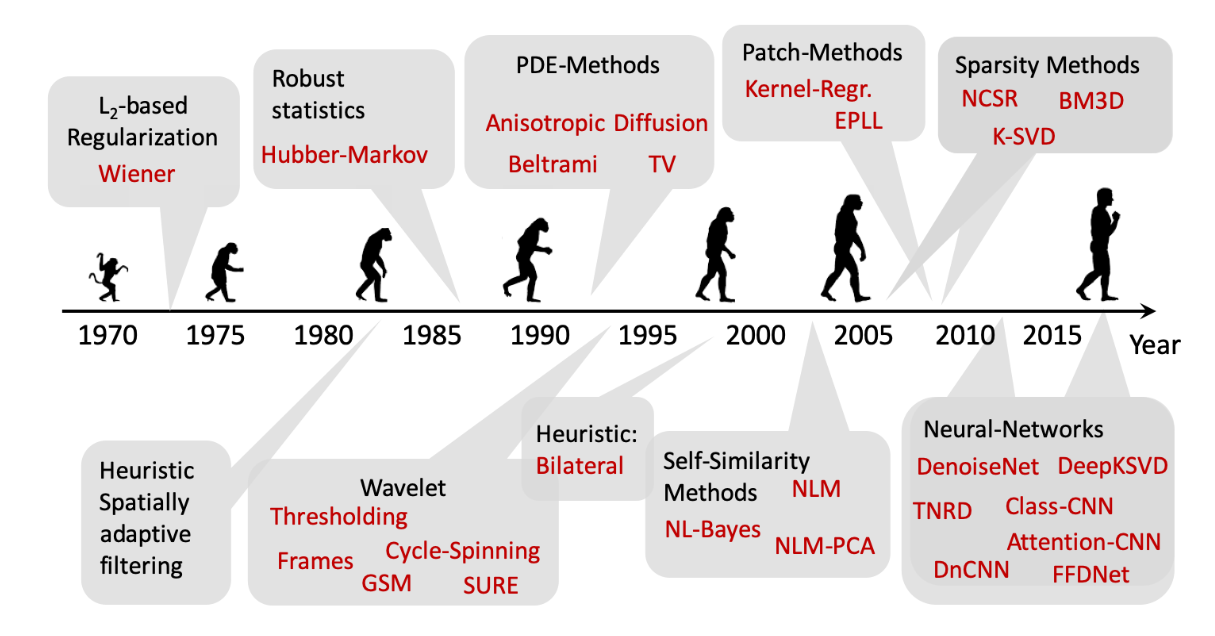 L2-based
Regularization
Wiener
Robust
statistics
Hubber-Markov
PDE-Methods
Anisotropic Diffusion
Beltrami TV
Patch-Methods
Kernel-Regr.
EPLL
Sparsity Methods
NCSR BM3D
K-SVD
1970 1975 1980 1985 1990 1995 2000 2005 2010 2015 Year
Heuristic
Spatially
adaptive
filtering
Wavelet
Thresholding
Frames Cycle-Spinning
GSM SURE
Heuristic:
Bilateral
Self-Similarity
Methods NLM
NL-Bayes
NLM-PCA
Neural-Networks
DenoiseNet DeepKSVD
TNRD Class-CNN
Attention-CNN
DnCNN FFDNet